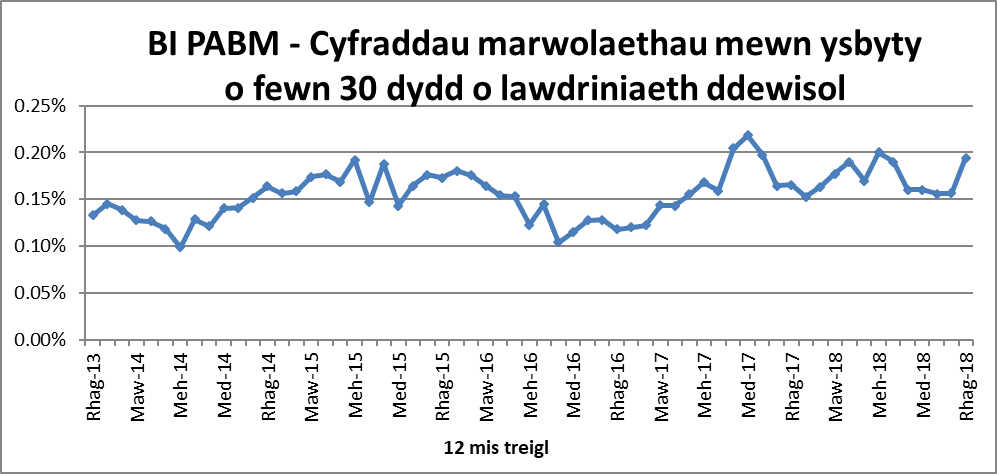 BI PABM - Cyfraddau marwolaethau mewn ysbyty
o fewn 30 dydd o lawdriniaeth ddewisol
0.25%
0.20%
0.15%
0.10%
0.05%
0.00%
Rhag-13
Maw-14
Meh-14
Med-14
Rhag-14
Maw-15
Meh-15
Med-15
Rhag-15
Maw-16
Meh-16
Med-16
Rhag-16
Maw-17
Meh-17
Med-17
Rhag-17
Maw-18
Meh-18
Med-18
Rhag-18
12 mis treigl